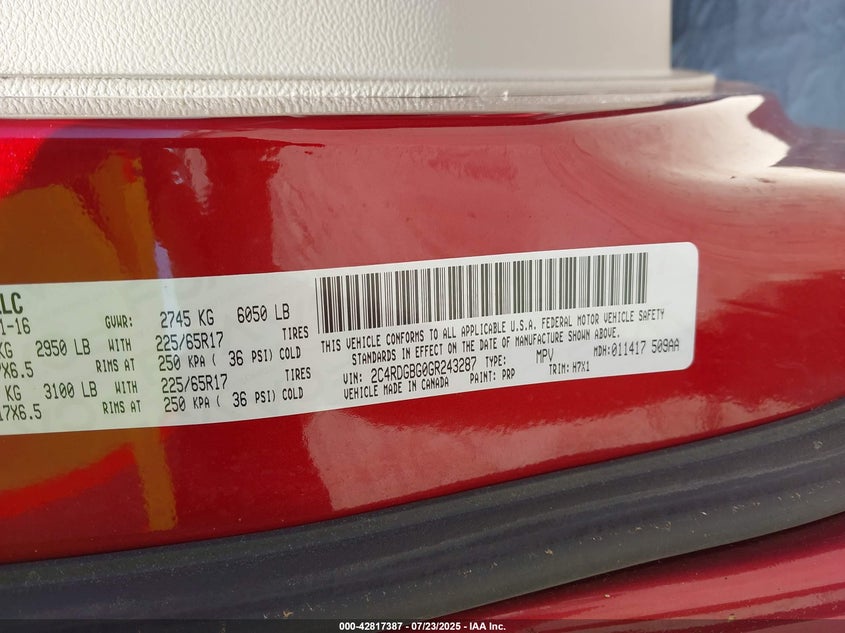 LC
1-16
GVWR: 2745 KG 6050 LB
KG 2950 LB WITH 225/65R17 TIRES
7X6.5 RIMS AT 250 KPA ( 36 PSI) COLD
KG 3100 LB WITH 225/65R17 TIRES
17X6.5 RIMS AT 250 KPA ( 36 PSI) COLD
THIS VEHICLE CONFORMS TO ALL APPLICABLE U.S.A. FEDERAL MOTOR VEHICLE SAFETY
STANDARDS IN EFFECT ON THE DATE OF MANUFACTURE SHOWN ABOVE.
VIN: 2C4RDGBG0GR243287 TYPE: MPV MDH:011417 509AA
VEHICLE MADE IN CANADA PAINT: PRP TRIM: H7X1
000-42817387 - 07/23/2025 - IAA Inc.